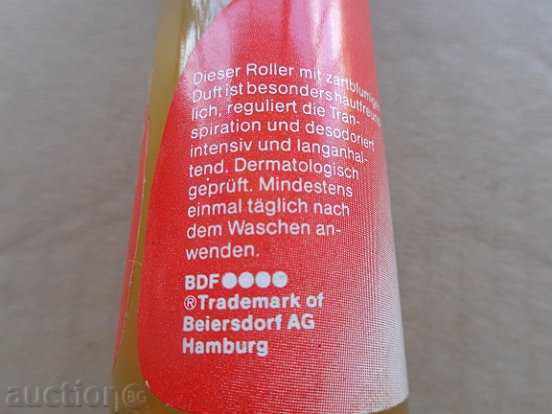 Dieser Roller mit zartblumigem
Duft ist besonders hautfreund-
lich, reguliert die Tran-
spiration und desodoriert
intensiv und langanhal-
tend. Dermatologisch
geprüft. Mindestens
einmal täglich nach
dem Waschen an-
wenden.
BDF●●●●
®Trademark of
Beiersdorf AG
Hamburg
auction BG